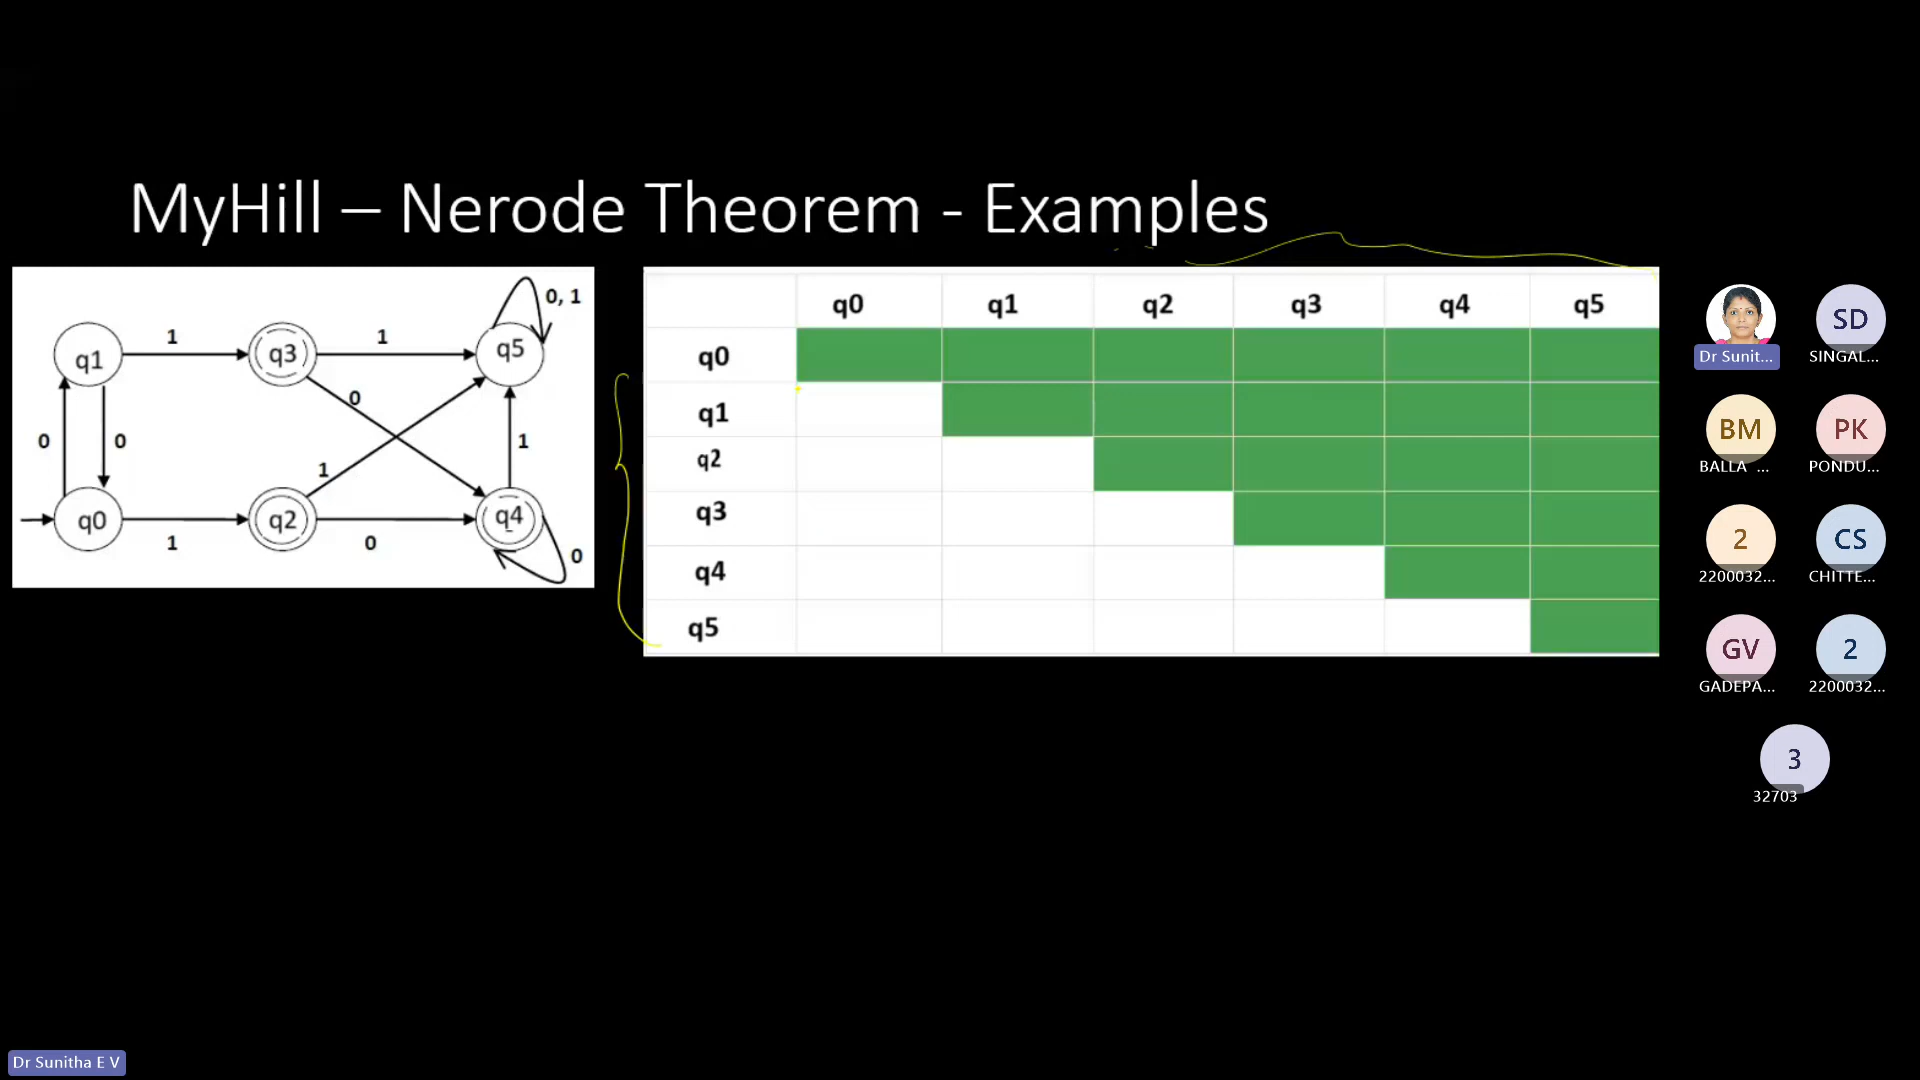 MyHill – Nerode Theorem - Examples
0, 1
q1
1
q3
1
q5
0
0
0
1
1
q0
1
q2
0
q4
0
q0 q1 q2 q3 q4 q5
q0
q1
q2
q3
q4
q5
Dr Sunit...
SD
SINGAL...
BM
BALLA ...
PK
PONDU...
2
2200032...
CS
CHITTE...
GV
GADEPA...
2
2200032...
3
32703
Dr Sunitha E V